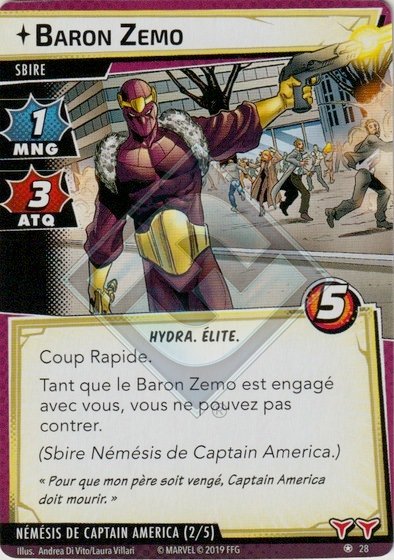 BARON ZEMO
SBIRE
1
MNG
3
ATQ
5
HYDRA. ÉLITE.
Coup Rapide.
Tant que le Baron Zemo est engagé
avec vous, vous ne pouvez pas
contrer.
(Sbire Némésis de Captain America.)
« Pour que mon père soit vengé, Captain America
doit mourir. »
NÉMÉSIS DE CAPTAIN AMERICA (2/5)
Illus. Andrea Di Vito/Laura Villari © MARVEL © 2019 FFG 28